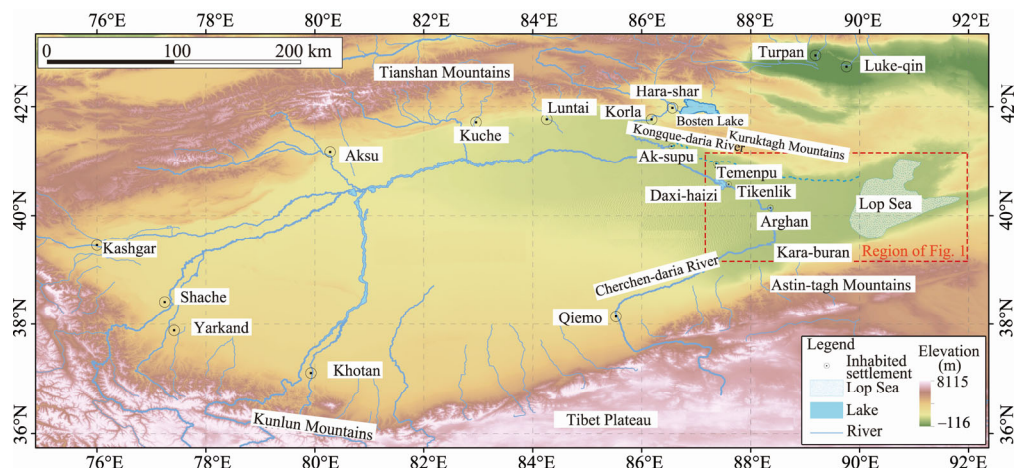 76°E 78°E 80°E 82°E 84°E 86°E 88°E 90°E 92°E
0 100 200 km
Turpan
Luke-qin
Tianshan Mountains
42°N
42°N
Hara-shar
Luntai
Korla
Bosten Lake
Kuche
Kongque-daria River
Kuruktagh Mountains
Aksu
Ak-supu
Temenpu
Daxi-haizi
Tikenlik
Lop Sea
40°N
40°N
Arghan
Kashgar
Kara-buran
Region of Fig. 1
Cherchen-daria River
Astin-tagh Mountains
Shache
Qiemo
38°N
38°N
Yarkand
Khotan
Kunlun Mountains
Tibet Plateau
36°N
36°N
Legend
Inhabited
settlement
Lop Sea
Lake
River
Elevation
(m)
8115
–116
76°E 78°E 80°E 82°E 84°E 86°E 88°E 90°E 92°E